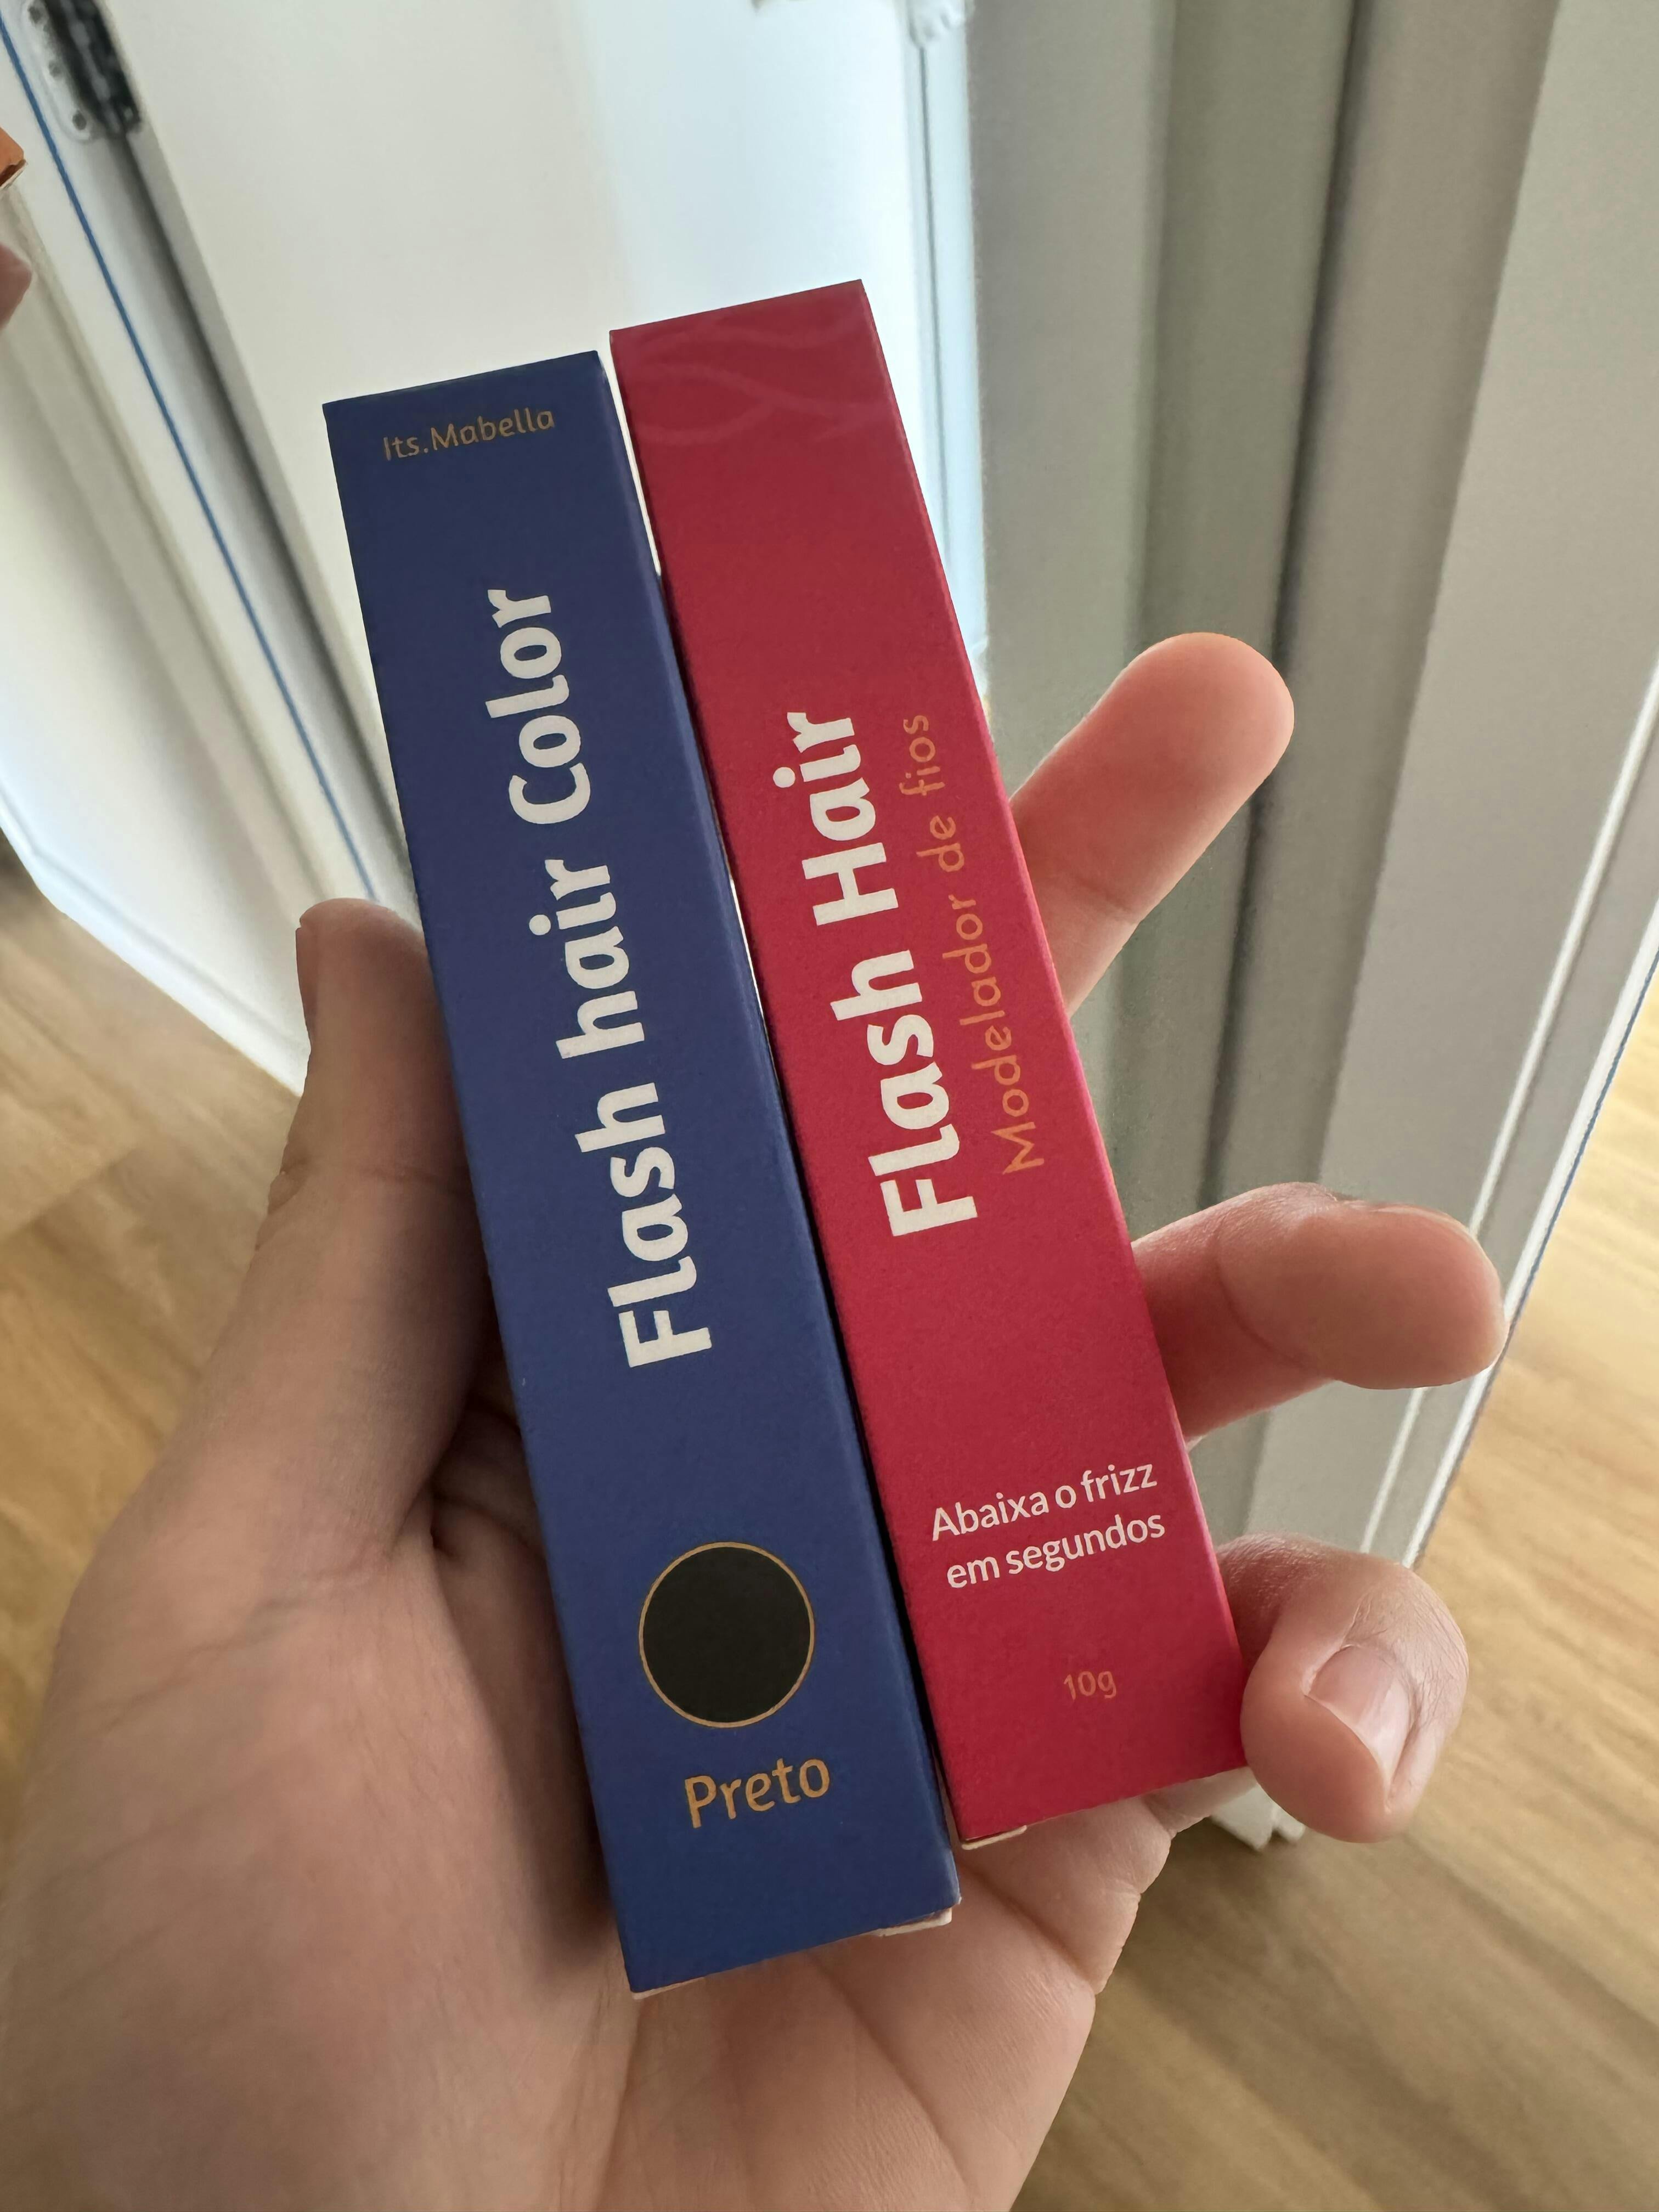 Its.Mabella
Flash hair Color
Preto
Flash Hair
Modelador de fios
Abaixa o frizz
em segundos
10g